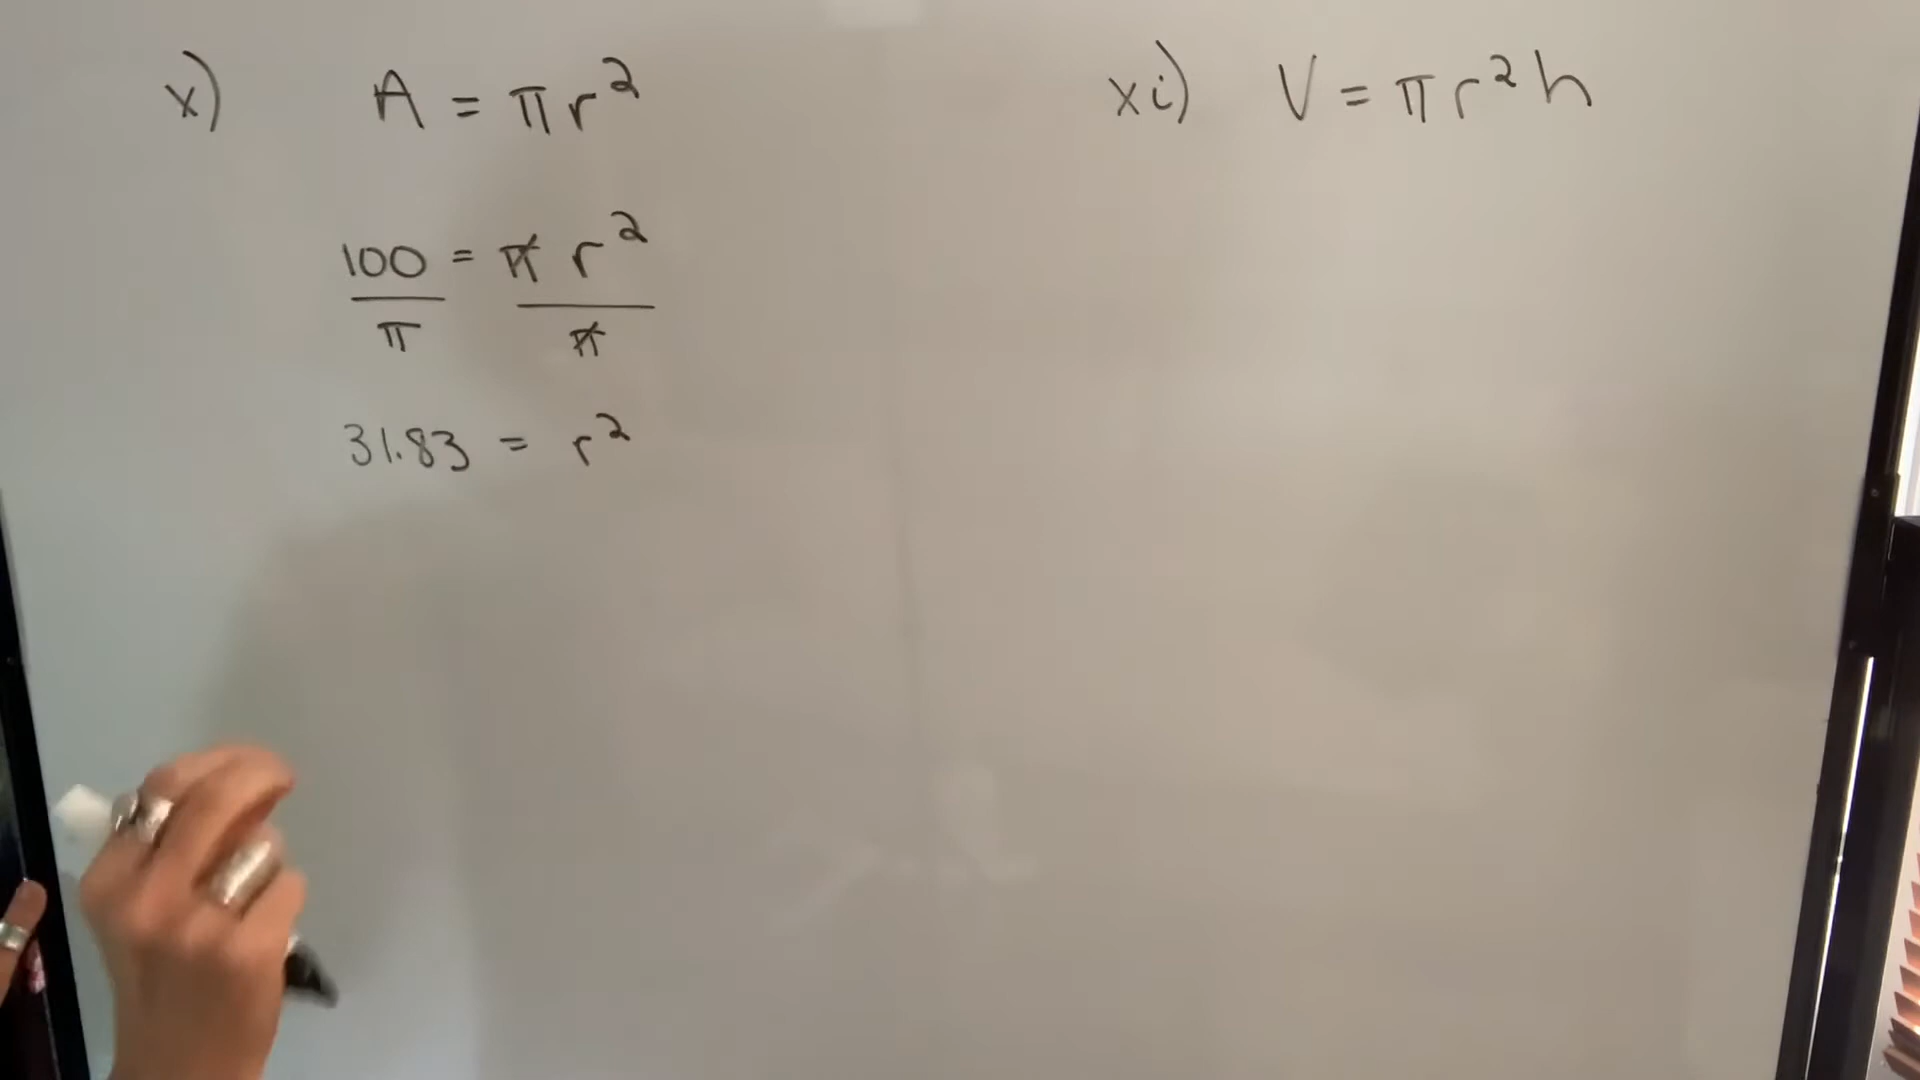 x) A = πr²
100 = π r²
π π
31.83 = r²
xi) V = πr²h